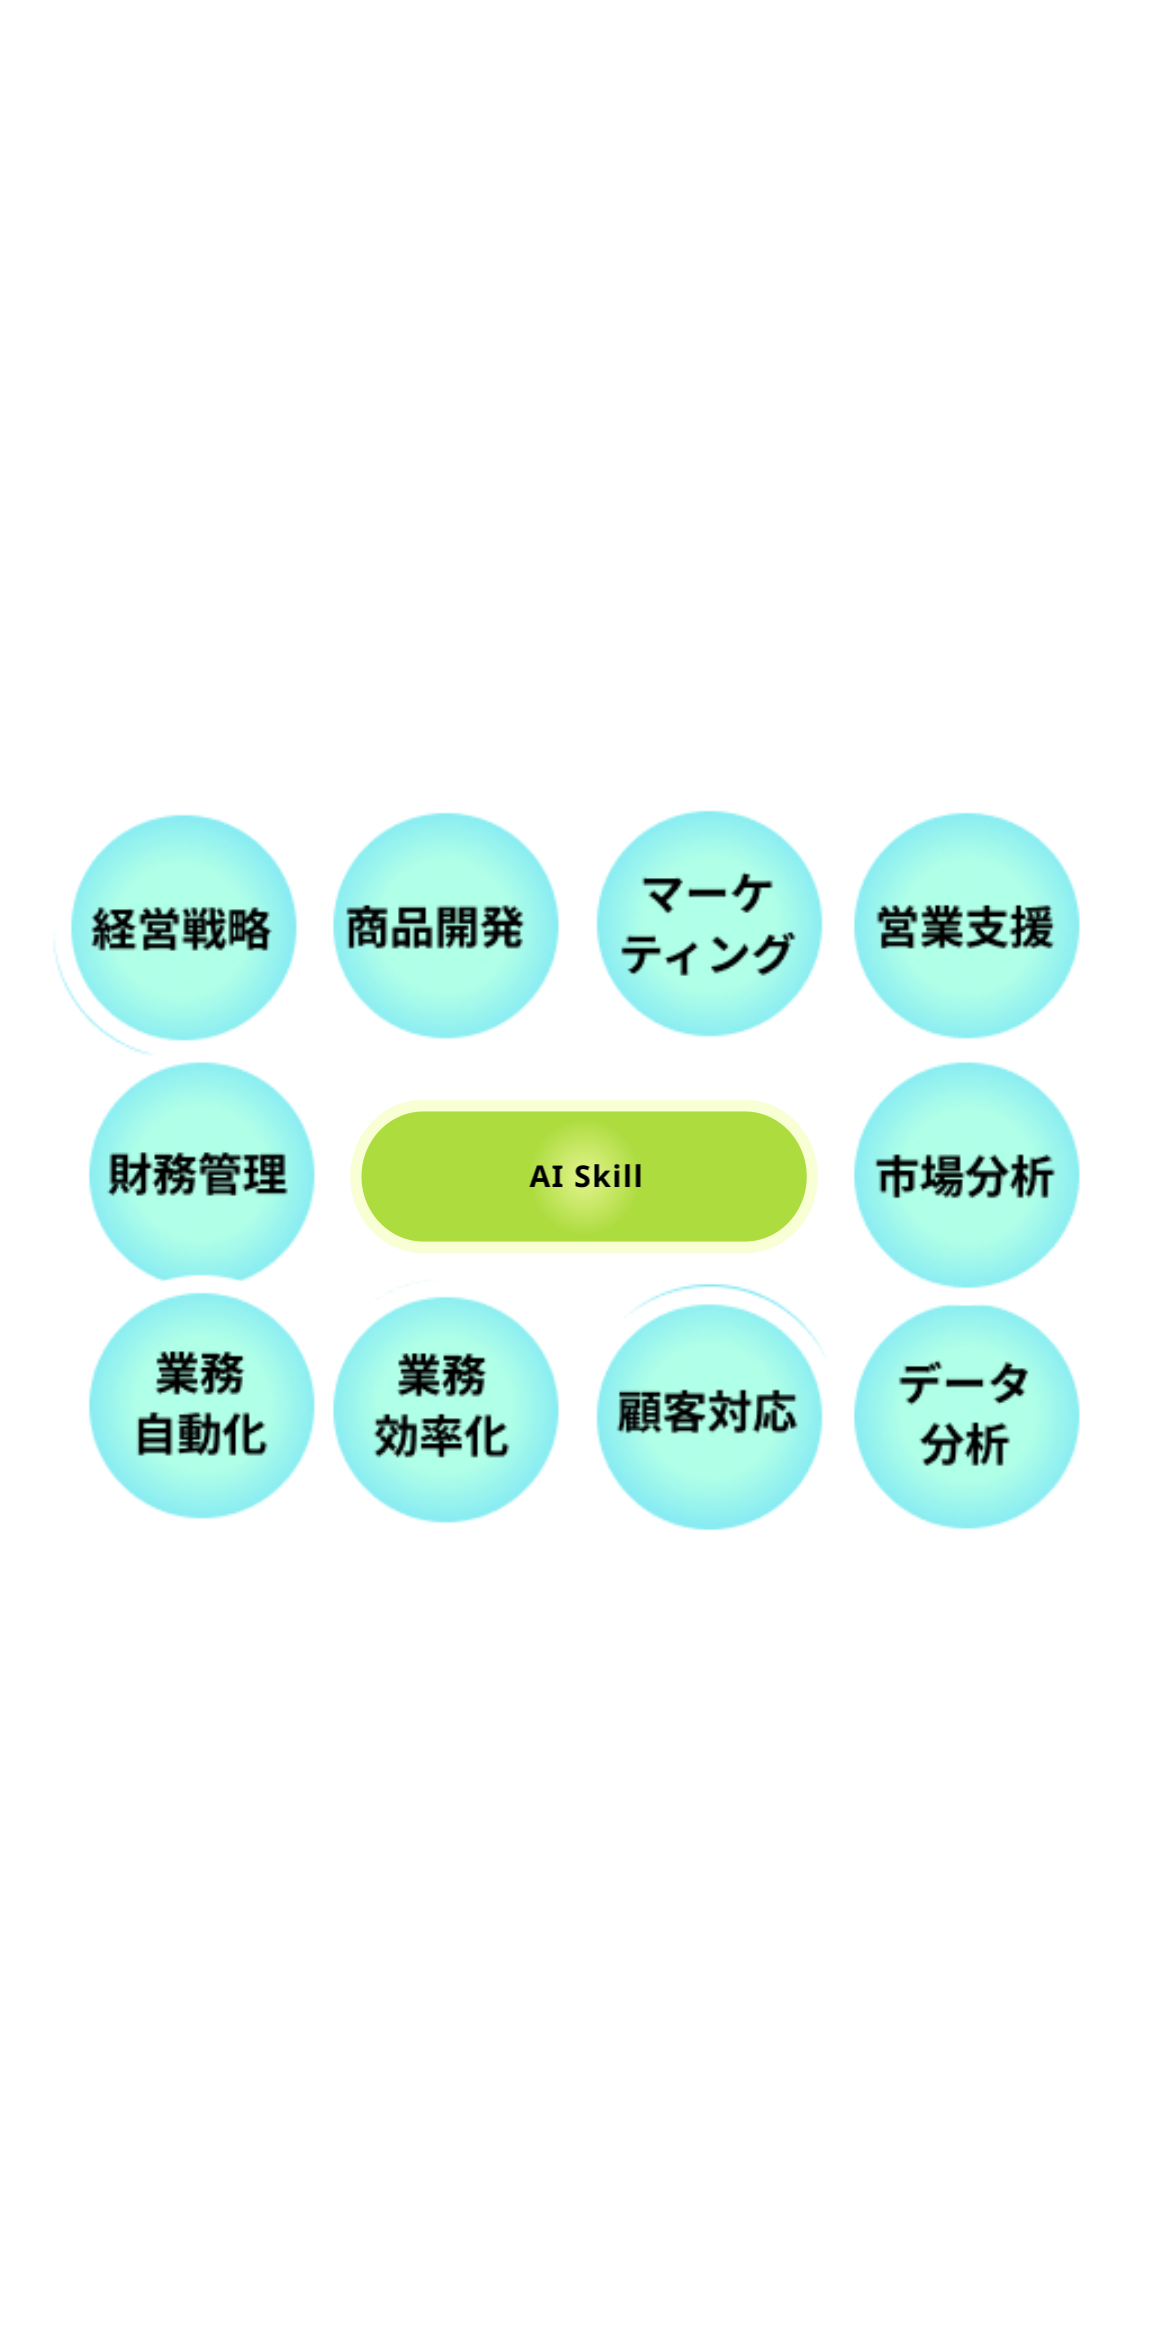 経営戦略
商品開発
マーケ
ティング
営業支援
財務管理
AI Skill
市場分析
業務
自動化
業務
効率化
顧客対応
データ
分析